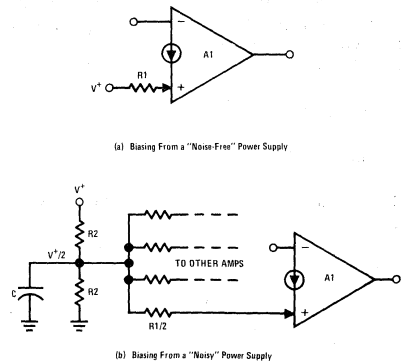 A1
R1
V+
(a) Biasing From a "Noise-Free" Power Supply
V+
R2
V+/2
TO OTHER AMPS
C
R2
A1
R1/2
(b) Biasing From a "Noisy" Power Supply